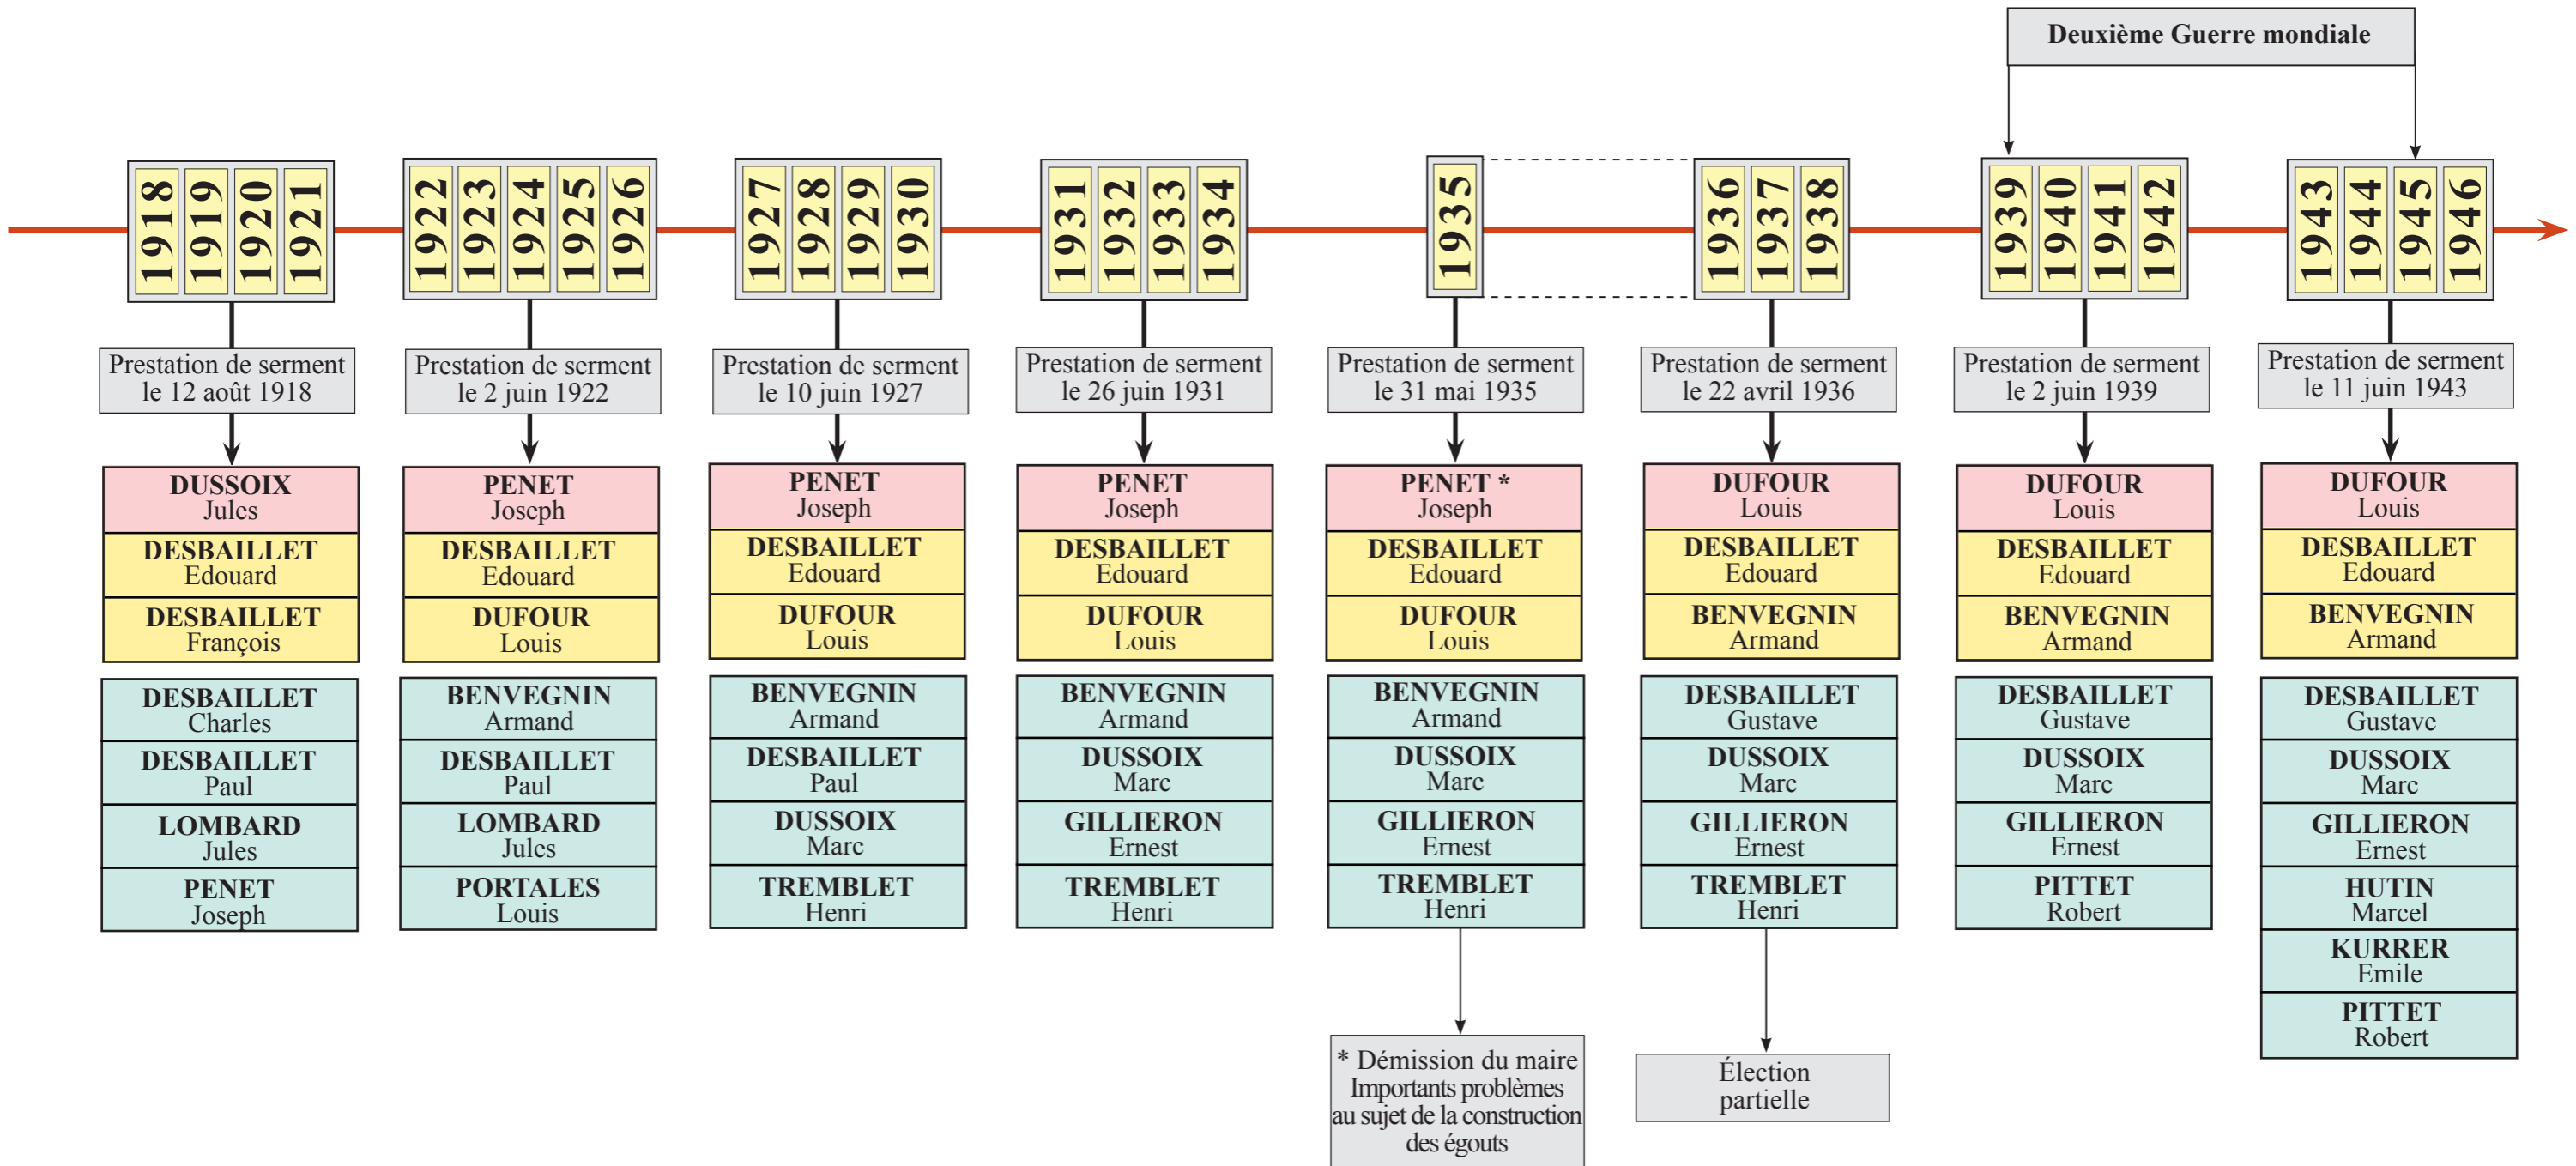 Deuxième Guerre mondiale
1918
1919
1920
1921
1922
1923
1924
1925
1926
1927
1928
1929
1930
1931
1932
1933
1934
1935
1936
1937
1938
1939
1940
1941
1942
1943
1944
1945
1946
Prestation de serment
le 12 août 1918
DUSSOIX
Jules
DESBAILLET
Edouard
DESBAILLET
François
DESBAILLET
Charles
DESBAILLET
Paul
LOMBARD
Jules
PENET
Joseph
Prestation de serment
le 2 juin 1922
PENET
Joseph
DESBAILLET
Edouard
DUFOUR
Louis
BENVEGNIN
Armand
DESBAILLET
Paul
LOMBARD
Jules
PORTALES
Louis
Prestation de serment
le 10 juin 1927
PENET
Joseph
DESBAILLET
Edouard
DUFOUR
Louis
BENVEGNIN
Armand
DESBAILLET
Paul
DUSSOIX
Marc
TREMBLET
Henri
Prestation de serment
le 26 juin 1931
PENET
Joseph
DESBAILLET
Edouard
DUFOUR
Louis
BENVEGNIN
Armand
DUSSOIX
Marc
GILLIERON
Ernest
TREMBLET
Henri
Prestation de serment
le 31 mai 1935
PENET *
Joseph
DESBAILLET
Edouard
DUFOUR
Louis
BENVEGNIN
Armand
DUSSOIX
Marc
GILLIERON
Ernest
TREMBLET
Henri
* Démission du maire
Importants problèmes
au sujet de la construction
des égouts
Prestation de serment
le 22 avril 1936
DUFOUR
Louis
DESBAILLET
Edouard
BENVEGNIN
Armand
DESBAILLET
Gustave
DUSSOIX
Marc
GILLIERON
Ernest
TREMBLET
Henri
Élection
partielle
Prestation de serment
le 2 juin 1939
DUFOUR
Louis
DESBAILLET
Edouard
BENVEGNIN
Armand
DESBAILLET
Gustave
DUSSOIX
Marc
GILLIERON
Ernest
PITTET
Robert
Prestation de serment
le 11 juin 1943
DUFOUR
Louis
DESBAILLET
Edouard
BENVEGNIN
Armand
DESBAILLET
Gustave
DUSSOIX
Marc
GILLIERON
Ernest
HUTIN
Marcel
KURRER
Emile
PITTET
Robert